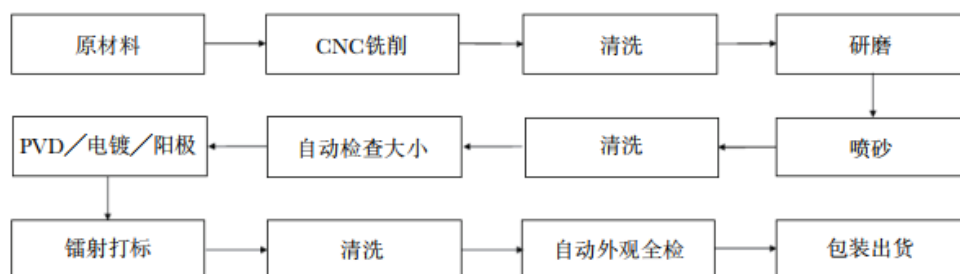 原材料
CNC铣削
清洗
研磨
PVD／电镀／阳极
自动检查大小
清洗
喷砂
镭射打标
清洗
自动外观全检
包装出货